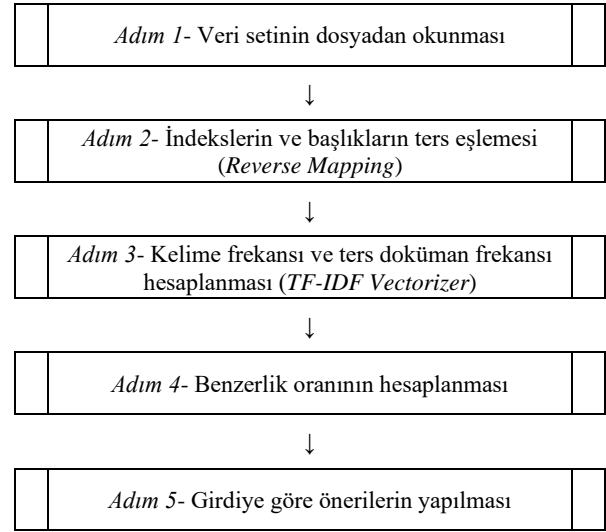 Adım 1- Veri setinin dosyadan okunması
↓
Adım 2- İndekslerin ve başlıkların ters eşlemesi
(Reverse Mapping)
↓
Adım 3- Kelime frekansı ve ters doküman frekansı
hesaplanması (TF-IDF Vectorizer)
↓
Adım 4- Benzerlik oranının hesaplanması
↓
Adım 5- Girdiye göre önerilerin yapılması